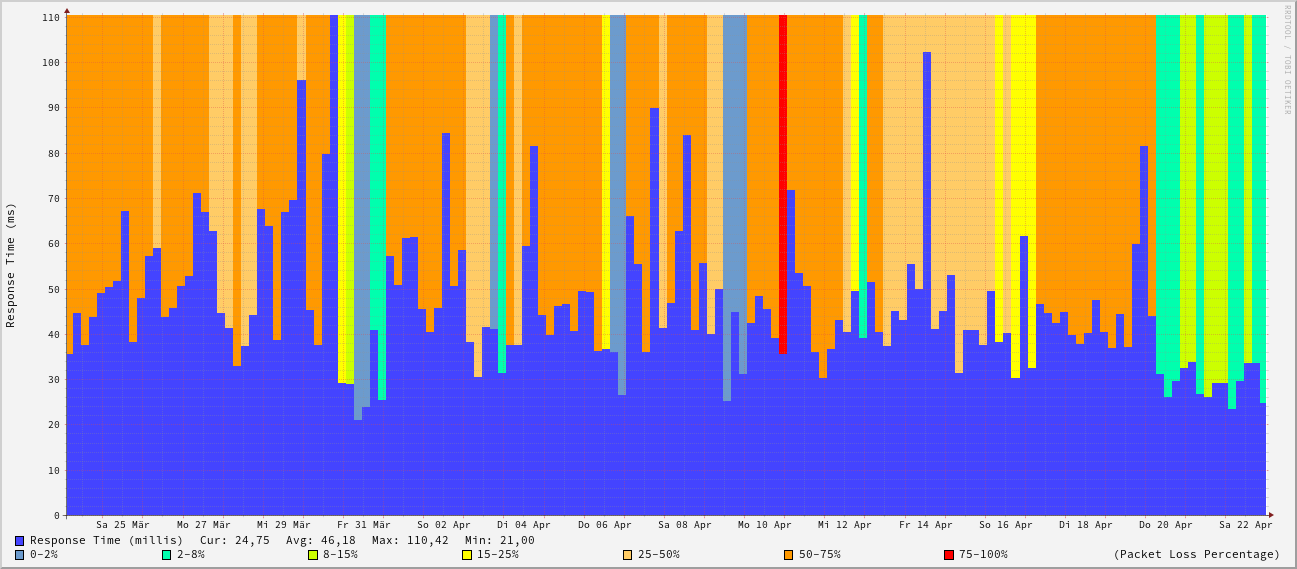 RRDTOOL / TOBI OETIKER
Response Time (ms)
110
100
90
80
70
60
50
40
30
20
10
0
Sa 25 Mär Mo 27 Mär Mi 29 Mär Fr 31 Mär So 02 Apr Di 04 Apr Do 06 Apr Sa 08 Apr Mo 10 Apr Mi 12 Apr Fr 14 Apr So 16 Apr Di 18 Apr Do 20 Apr Sa 22 Apr
Response Time (millis) Cur: 24,75 Avg: 46,18 Max: 110,42 Min: 21,00
0-2% 2-8% 8-15% 15-25% 25-50% 50-75% 75-100% (Packet Loss Percentage)